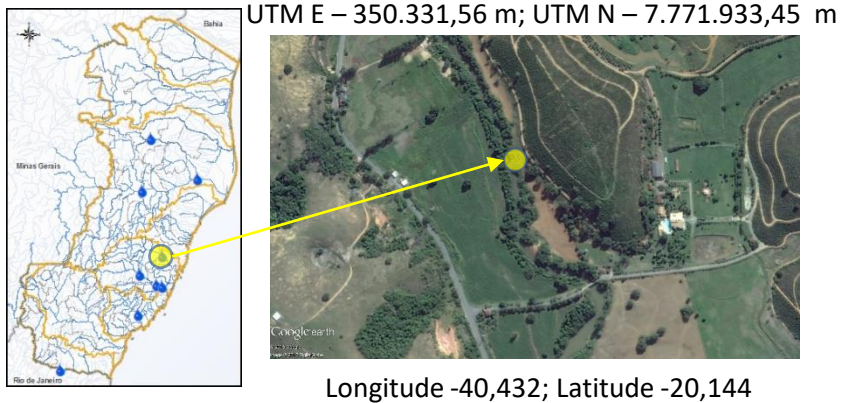 UTM E – 350.331,56 m; UTM N – 7.771.933,45 m
Bahia
Minas Gerais
Rio de Janeiro
Google earth
Longitude -40,432; Latitude -20,144